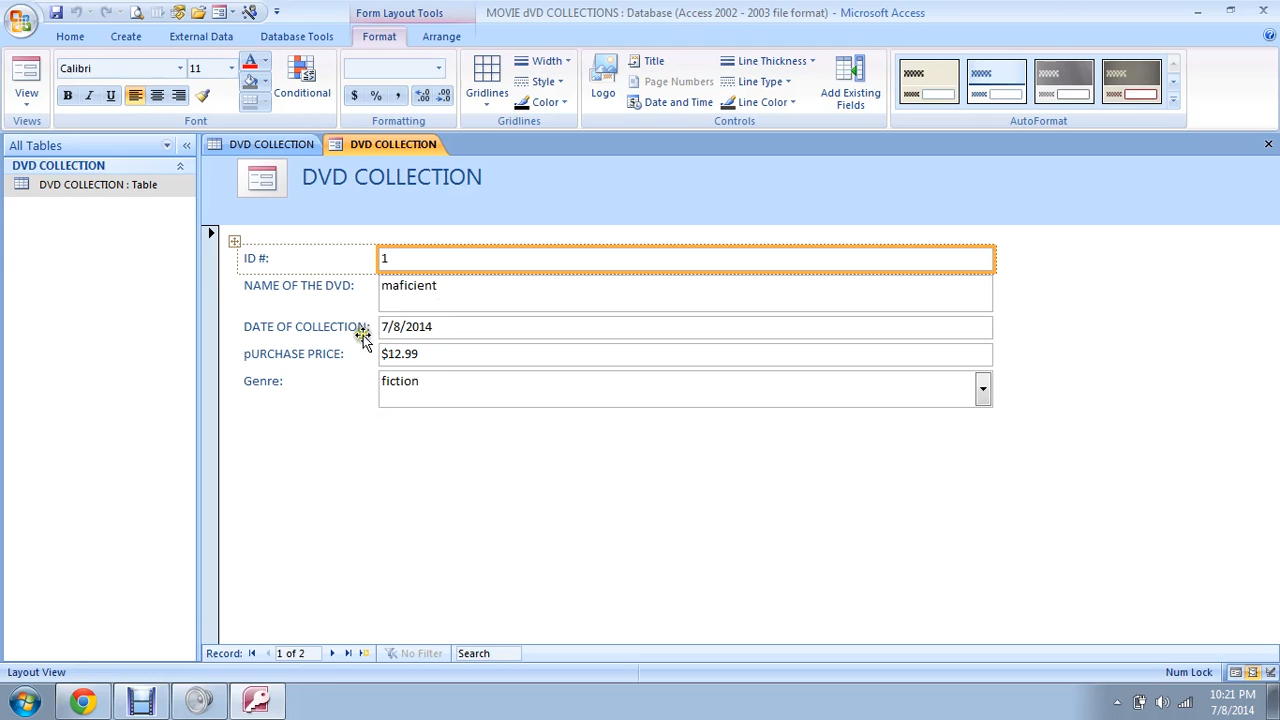 Form Layout Tools
MOVIE dVD COLLECTIONS : Database (Access 2002 - 2003 file format) - Microsoft Access
Home Create External Data Database Tools Format Arrange
View
Views
Calibri 11
B I U
Conditional
Font
$ % ,
Formatting
Gridlines
Width
Style
Color
Gridlines
Logo
Title
Page Numbers
Date and Time
Line Thickness
Line Type
Line Color
Add Existing Fields
Controls
AutoFormat
All Tables
DVD COLLECTION
DVD COLLECTION : Table
DVD COLLECTION DVD COLLECTION
DVD COLLECTION
ID #: 1
NAME OF THE DVD: maficient
DATE OF COLLECTION: 7/8/2014
pURCHASE PRICE: $12.99
Genre: fiction
Record: 1 of 2 No Filter Search
Layout View Num Lock
10:21 PM
7/8/2014